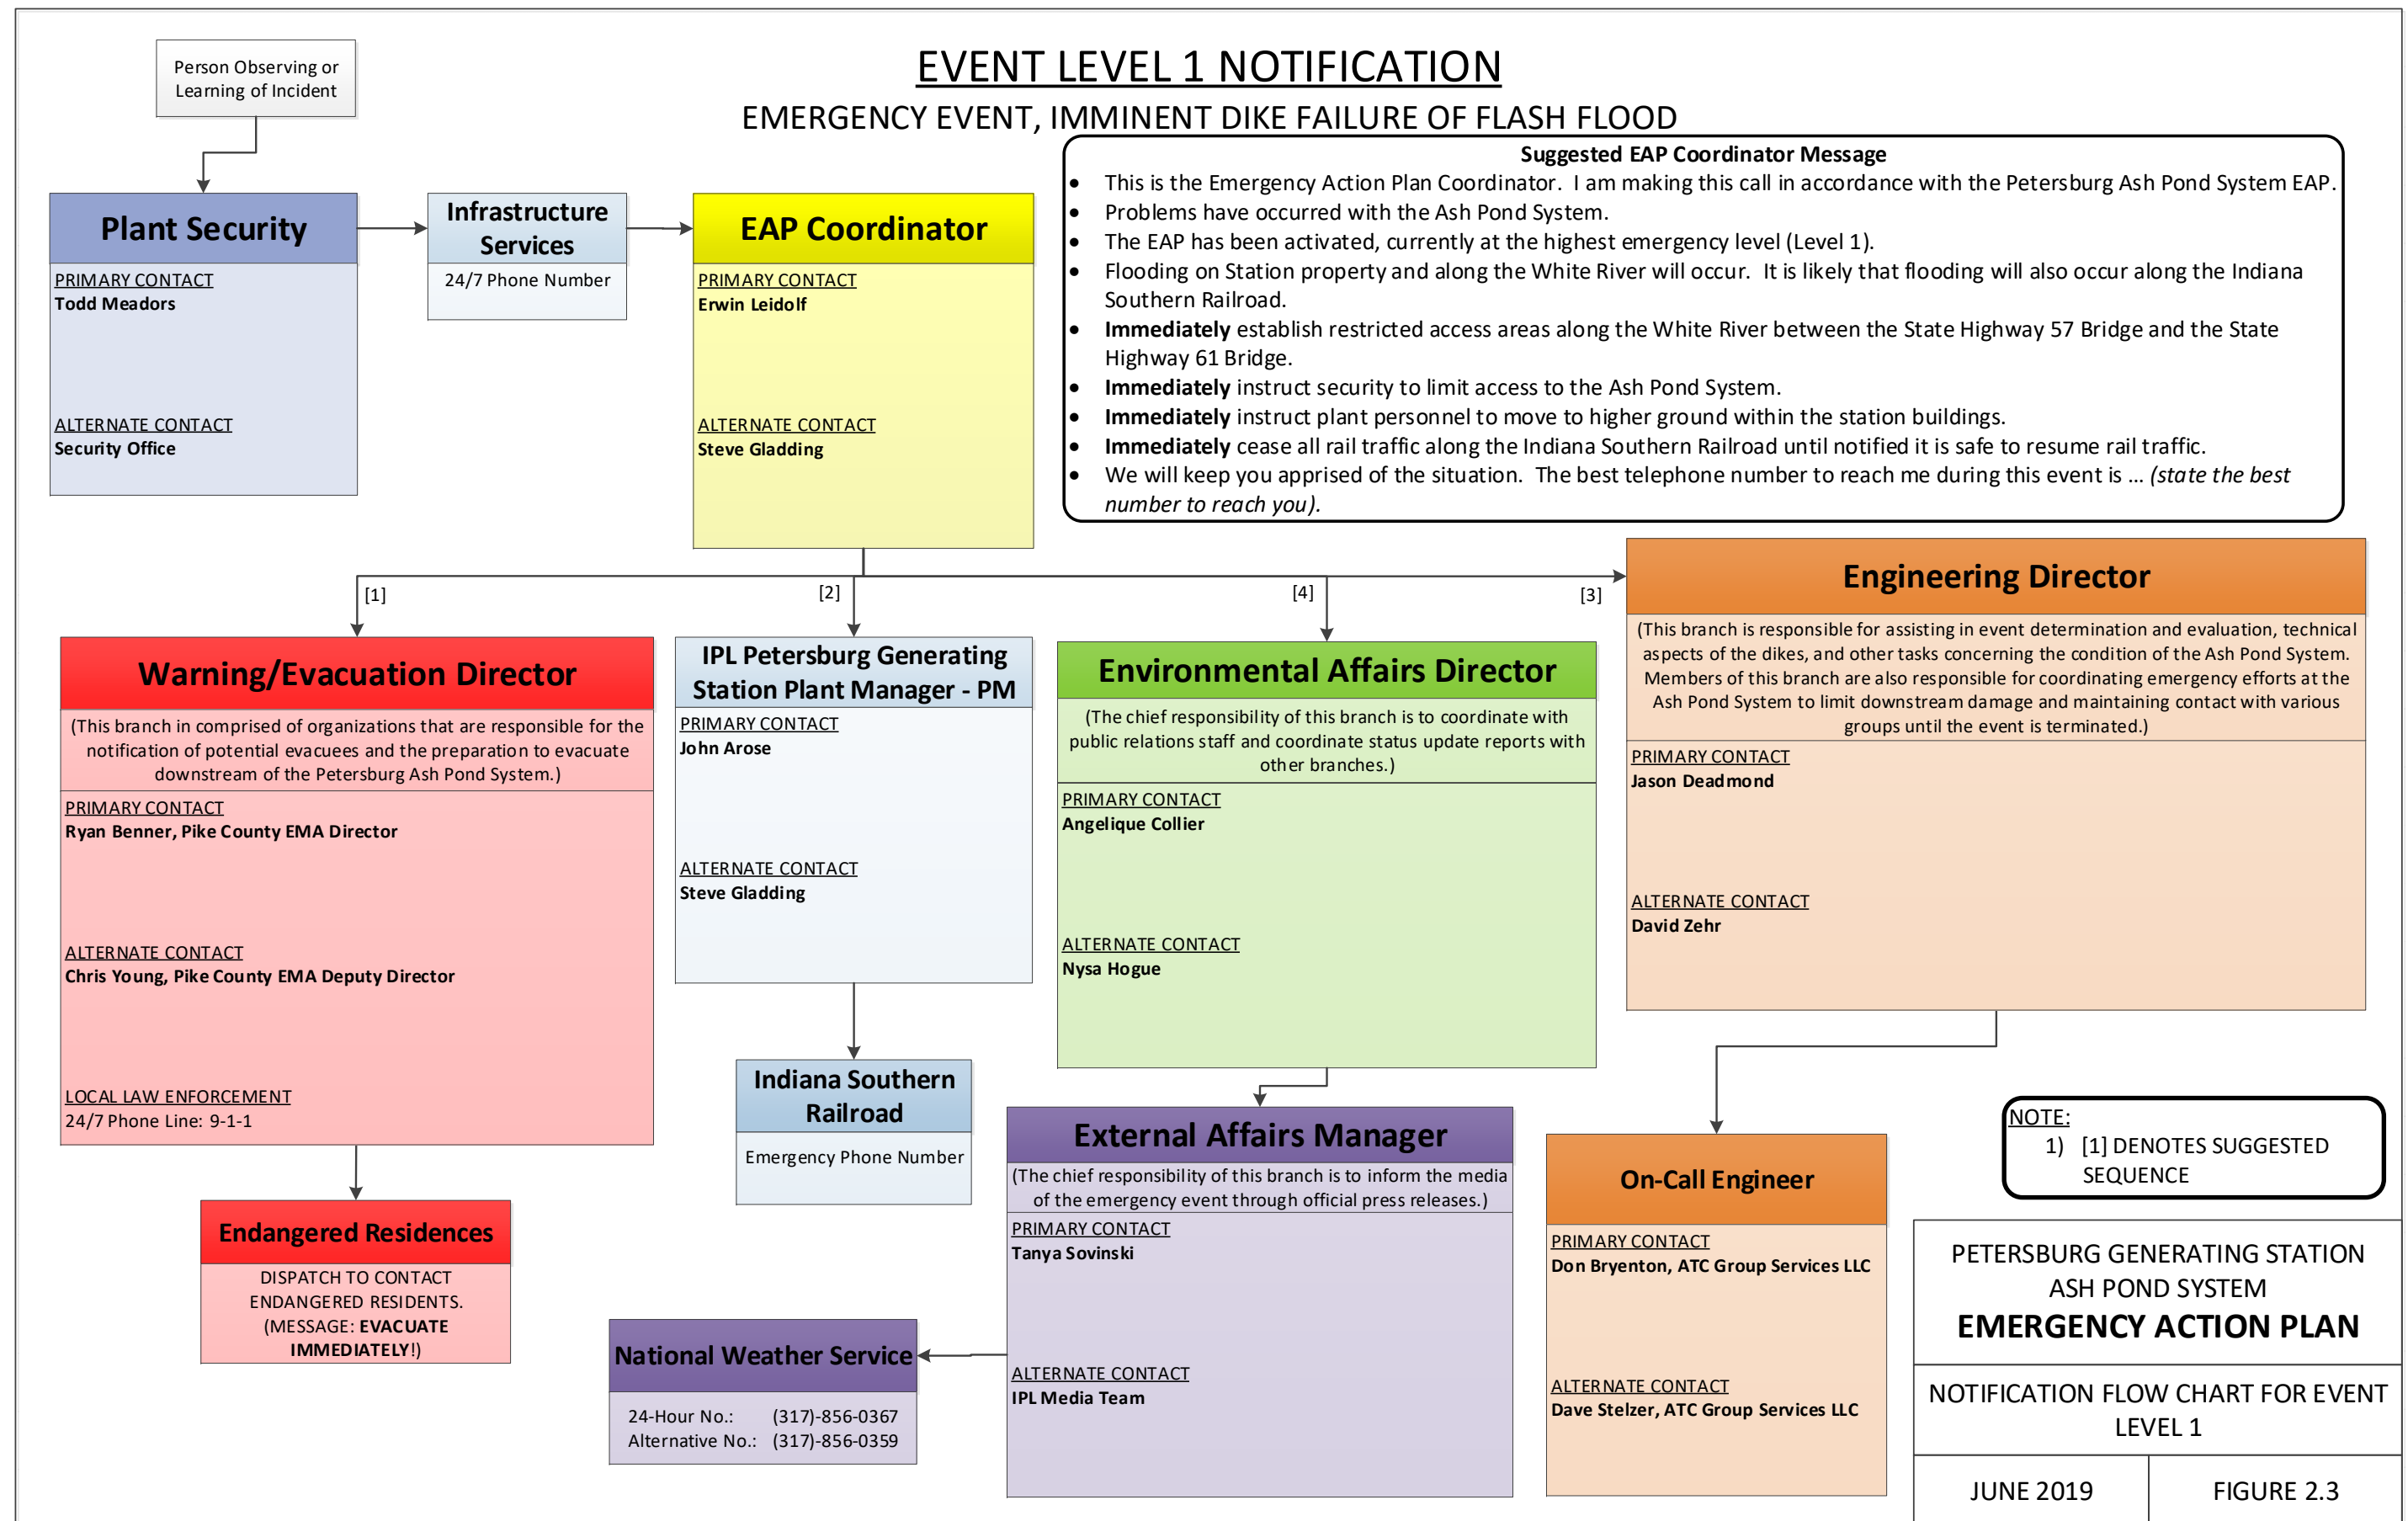 EVENT LEVEL 1 NOTIFICATION
EMERGENCY EVENT, IMMINENT DIKE FAILURE OF FLASH FLOOD
Person Observing or
Learning of Incident
Plant Security
PRIMARY CONTACT
Todd Meadors
ALTERNATE CONTACT
Security Office
Infrastructure
Services
24/7 Phone Number
EAP Coordinator
PRIMARY CONTACT
Erwin Leidolf
ALTERNATE CONTACT
Steve Gladding
Suggested EAP Coordinator Message
• This is the Emergency Action Plan Coordinator. I am making this call in accordance with the Petersburg Ash Pond System EAP.
• Problems have occurred with the Ash Pond System.
• The EAP has been activated, currently at the highest emergency level (Level 1).
• Flooding on Station property and along the White River will occur. It is likely that flooding will also occur along the Indiana
Southern Railroad.
• Immediately establish restricted access areas along the White River between the State Highway 57 Bridge and the State
Highway 61 Bridge.
• Immediately instruct security to limit access to the Ash Pond System.
• Immediately instruct plant personnel to move to higher ground within the station buildings.
• Immediately cease all rail traffic along the Indiana Southern Railroad until notified it is safe to resume rail traffic.
• We will keep you apprised of the situation. The best telephone number to reach me during this event is ... (state the best
number to reach you).
[1]
[2]
[4]
[3]
Warning/Evacuation Director
(This branch in comprised of organizations that are responsible for the
notification of potential evacuees and the preparation to evacuate
downstream of the Petersburg Ash Pond System.)
PRIMARY CONTACT
Ryan Benner, Pike County EMA Director
ALTERNATE CONTACT
Chris Young, Pike County EMA Deputy Director
LOCAL LAW ENFORCEMENT
24/7 Phone Line: 9-1-1
Endangered Residences
DISPATCH TO CONTACT
ENDANGERED RESIDENTS.
(MESSAGE: EVACUATE
IMMEDIATELY!)
IPL Petersburg Generating
Station Plant Manager - PM
PRIMARY CONTACT
John Arose
ALTERNATE CONTACT
Steve Gladding
Indiana Southern
Railroad
Emergency Phone Number
Environmental Affairs Director
(The chief responsibility of this branch is to coordinate with
public relations staff and coordinate status update reports with
other branches.)
PRIMARY CONTACT
Angelique Collier
ALTERNATE CONTACT
Nysa Hogue
External Affairs Manager
(The chief responsibility of this branch is to inform the media
of the emergency event through official press releases.)
PRIMARY CONTACT
Tanya Sovinski
ALTERNATE CONTACT
IPL Media Team
National Weather Service
24-Hour No.: (317)-856-0367
Alternative No.: (317)-856-0359
Engineering Director
(This branch is responsible for assisting in event determination and evaluation, technical
aspects of the dikes, and other tasks concerning the condition of the Ash Pond System.
Members of this branch are also responsible for coordinating emergency efforts at the
Ash Pond System to limit downstream damage and maintaining contact with various
groups until the event is terminated.)
PRIMARY CONTACT
Jason Deadmond
ALTERNATE CONTACT
David Zehr
On-Call Engineer
PRIMARY CONTACT
Don Bryenton, ATC Group Services LLC
ALTERNATE CONTACT
Dave Stelzer, ATC Group Services LLC
NOTE:
1) [1] DENOTES SUGGESTED
SEQUENCE
PETERSBURG GENERATING STATION
ASH POND SYSTEM
EMERGENCY ACTION PLAN
NOTIFICATION FLOW CHART FOR EVENT
LEVEL 1
JUNE 2019
FIGURE 2.3